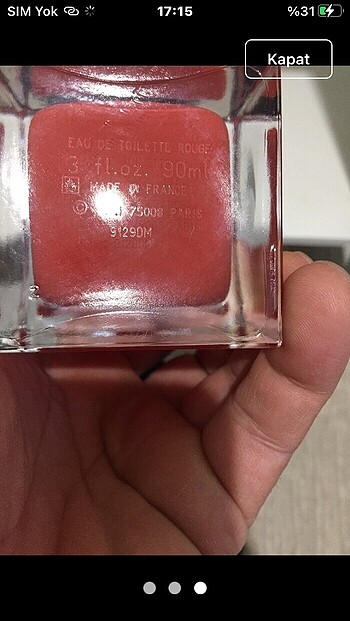 SIM Yok
17:15
%31
Kapat
EAU DE TOILETTE ROUGE
3 fl.oz. 90ml
MADE IN FRANCE
© 75008 PARIS
9129DM